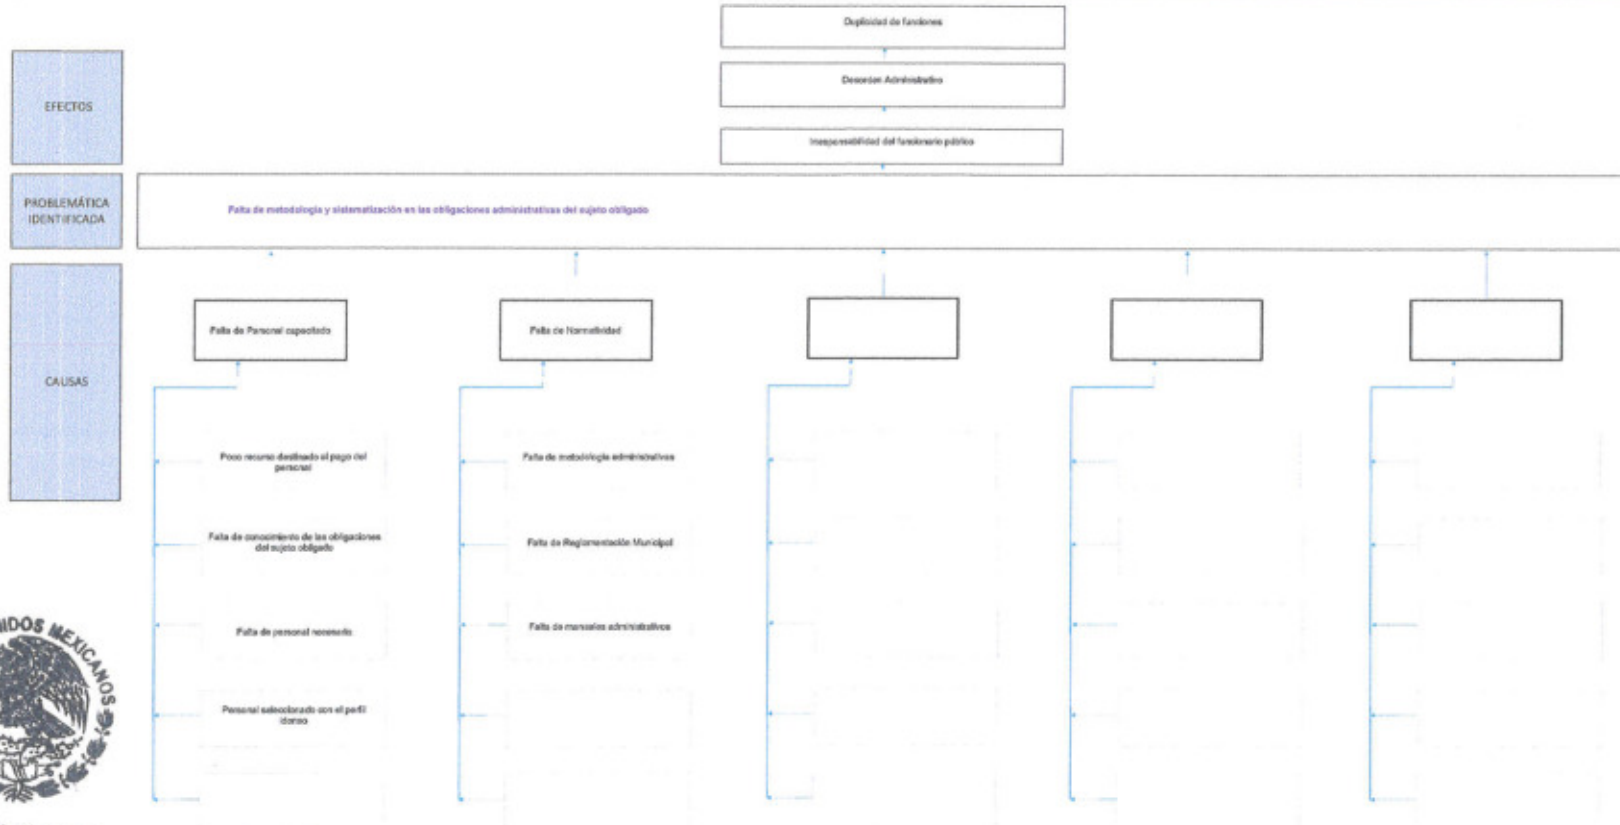 Duplicidad de funciones
Desorden Administrativo
Irresponsabilidad del funcionario público
EFECTOS
PROBLEMÁTICA
IDENTIFICADA
Falta de metodología y sistematización en las obligaciones administrativas del sujeto obligado
CAUSAS
Falta de Personal capacitado
Falta de Normatividad
Poco recurso destinado al pago del
personal
Falta de metodología administrativas
Falta de conocimiento de las obligaciones
del sujeto obligado
Falta de Reglamentación Municipal
Falta de personal necesario
Falta de manuales administrativos
Personal seleccionado con el perfil
idoneo
IDOS MEXICANOS